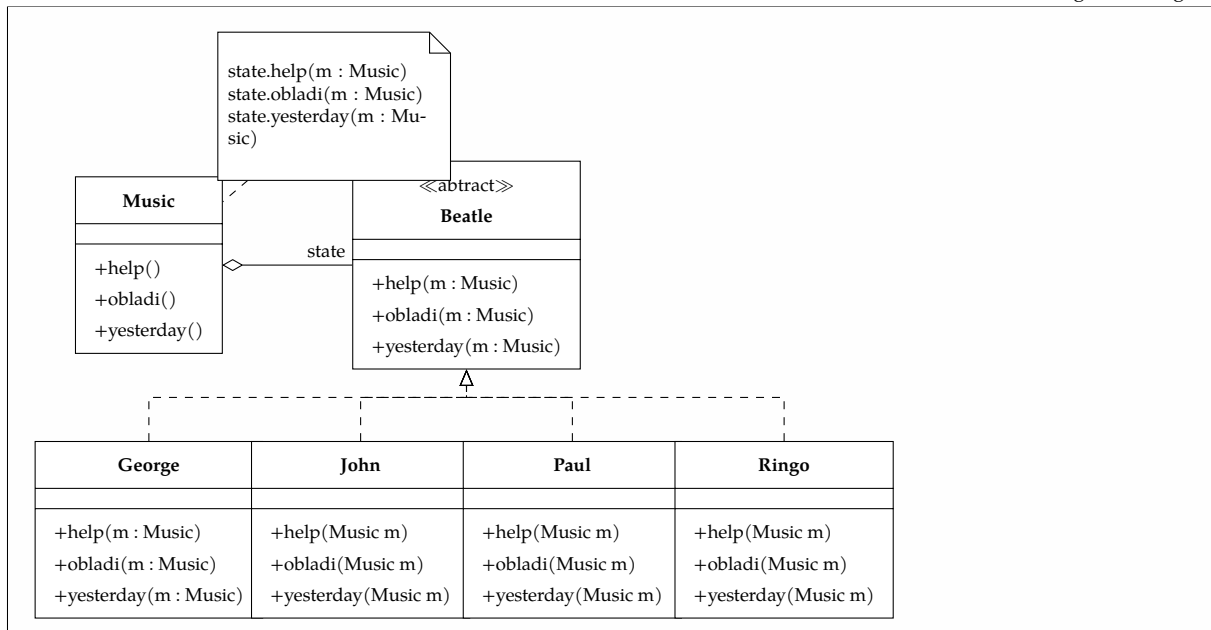 state.help(m : Music)
state.obladi(m : Music)
state.yesterday(m : Mu-
sic)
Music
+help()
+obladi()
+yesterday()
state
≪abtract≫
Beatle
+help(m : Music)
+obladi(m : Music)
+yesterday(m : Music)
George
+help(m : Music)
+obladi(m : Music)
+yesterday(m : Music)
John
+help(Music m)
+obladi(Music m)
+yesterday(Music m)
Paul
+help(Music m)
+obladi(Music m)
+yesterday(Music m)
Ringo
+help(Music m)
+obladi(Music m)
+yesterday(Music m)